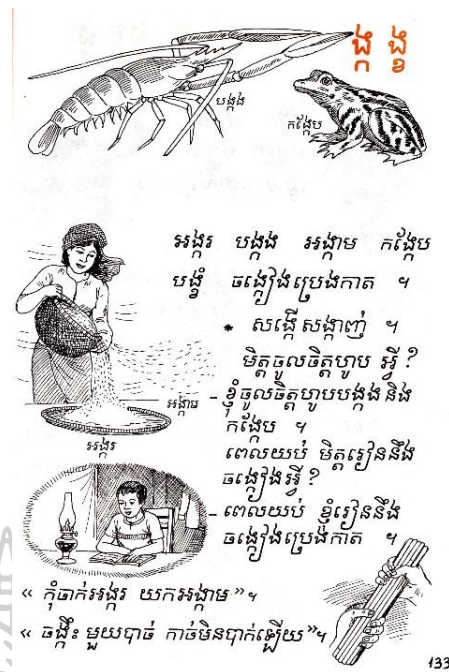 ង្ក ង្ខ
បង្កង
កង្កែប
អង្ករ បង្កង អង្កាម កង្កែប
បង្ខំ ចង្កៀងប្រេងកាត ។
* សង្កើ សង្កាញ់ ។
មិត្តចូលចិត្តហូប អ្វី ?
- ខ្ញុំចូលចិត្តហូបបង្កង និង
កង្កែប ។
អង្កាម
អង្ករ
ពេលយប់ មិត្តរៀននឹង
ចង្កៀងអ្វី ?
- ពេលយប់ ខ្ញុំរៀននឹង
ចង្កៀងប្រេងកាត ។
« កុំចាក់អង្ករ យកអង្កាម » ។
« ចង្កឹះ មួយបាច់ កាច់មិនបាក់ឡើយ » ។
133